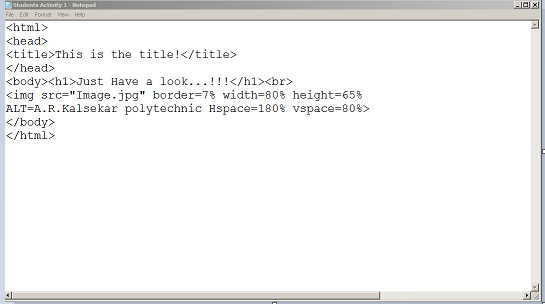 Students Activity 1 - Notepad
File Edit Format View Help
<html>
<head>
<title>This is the title!</title>
</head>
<body><h1>Just Have a look...!!!</h1><br>
<img src="Image.jpg" border=7% width=80% height=65%
ALT=A.R.Kalsekar polytechnic Hspace=180% vspace=80%>
</body>
</html>